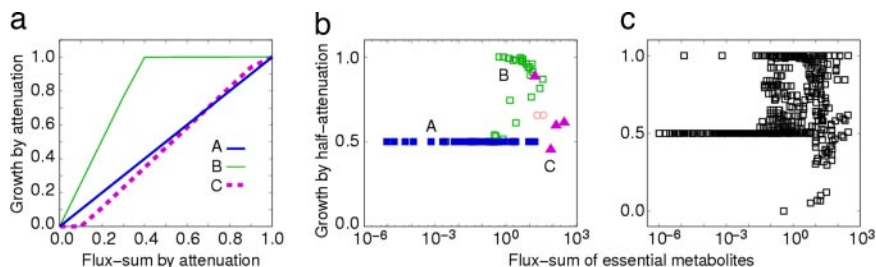 a
Growth by attenuation
1.0
0.8
0.6
0.4
0.2
0.0
A
B
C
0.0 0.2 0.4 0.6 0.8 1.0
Flux-sum by attenuation
b
Growth by half-attenuation
1.0
0.5
0.0
B
A
C
10⁻⁶ 10⁻³ 10⁰ 10³
c
1.0
0.5
0.0
10⁻⁶ 10⁻³ 10⁰ 10³
Flux-sum of essential metabolites